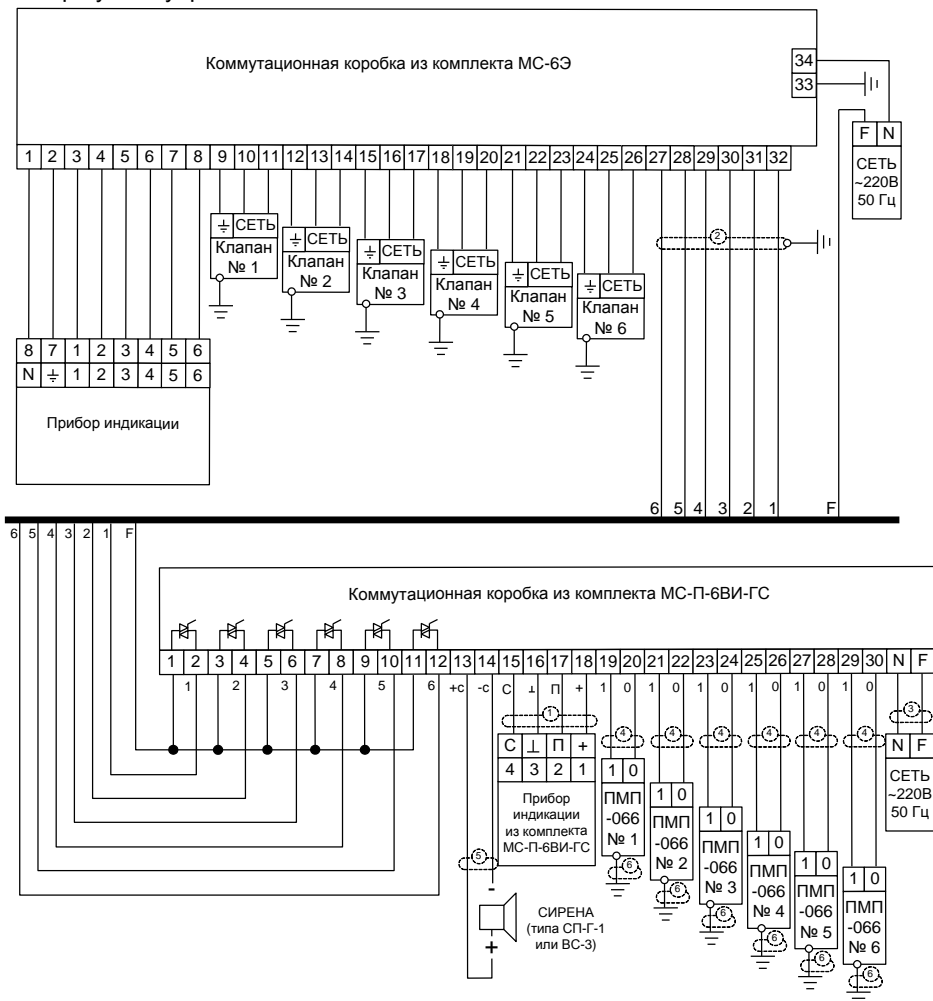 Коммутационная коробка из комплекта МС-6Э
34
33
F N
СЕТЬ
~220В
50 Гц
1 2 3 4 5 6 7 8 9 10 11 12 13 14 15 16 17 18 19 20 21 22 23 24 25 26 27 28 29 30 31 32
СЕТЬ
Клапан
№ 1
СЕТЬ
Клапан
№ 2
СЕТЬ
Клапан
№ 3
СЕТЬ
Клапан
№ 4
СЕТЬ
Клапан
№ 5
СЕТЬ
Клапан
№ 6
2
8 7 1 2 3 4 5 6
N 1 2 3 4 5 6
Прибор индикации
6 5 4 3 2 1 F
6 5 4 3 2 1 F
Коммутационная коробка из комплекта МС-П-6ВИ-ГС
1 2 3 4 5 6 7 8 9 10 11 12 13 14 15 16 17 18 19 20 21 22 23 24 25 26 27 28 29 30 N F
1 2 3 4 5 6 +с -с С ⊥ П + 1 0 1 0 1 0 1 0 1 0 1 0
1 4 4 4 4 4 4 3
С ⊥ П +
4 3 2 1
Прибор
индикации
из комплекта
МС-П-6ВИ-ГС
1 0
ПМП
-066
№ 1
6
1 0
ПМП
-066
№ 2
6
1 0
ПМП
-066
№ 3
6
1 0
ПМП
-066
№ 4
6
1 0
ПМП
-066
№ 5
6
1 0
ПМП
-066
№ 6
6
N F
СЕТЬ
~220В
50 Гц
5
-
+
СИРЕНА
(типа СП-Г-1
или ВС-3)